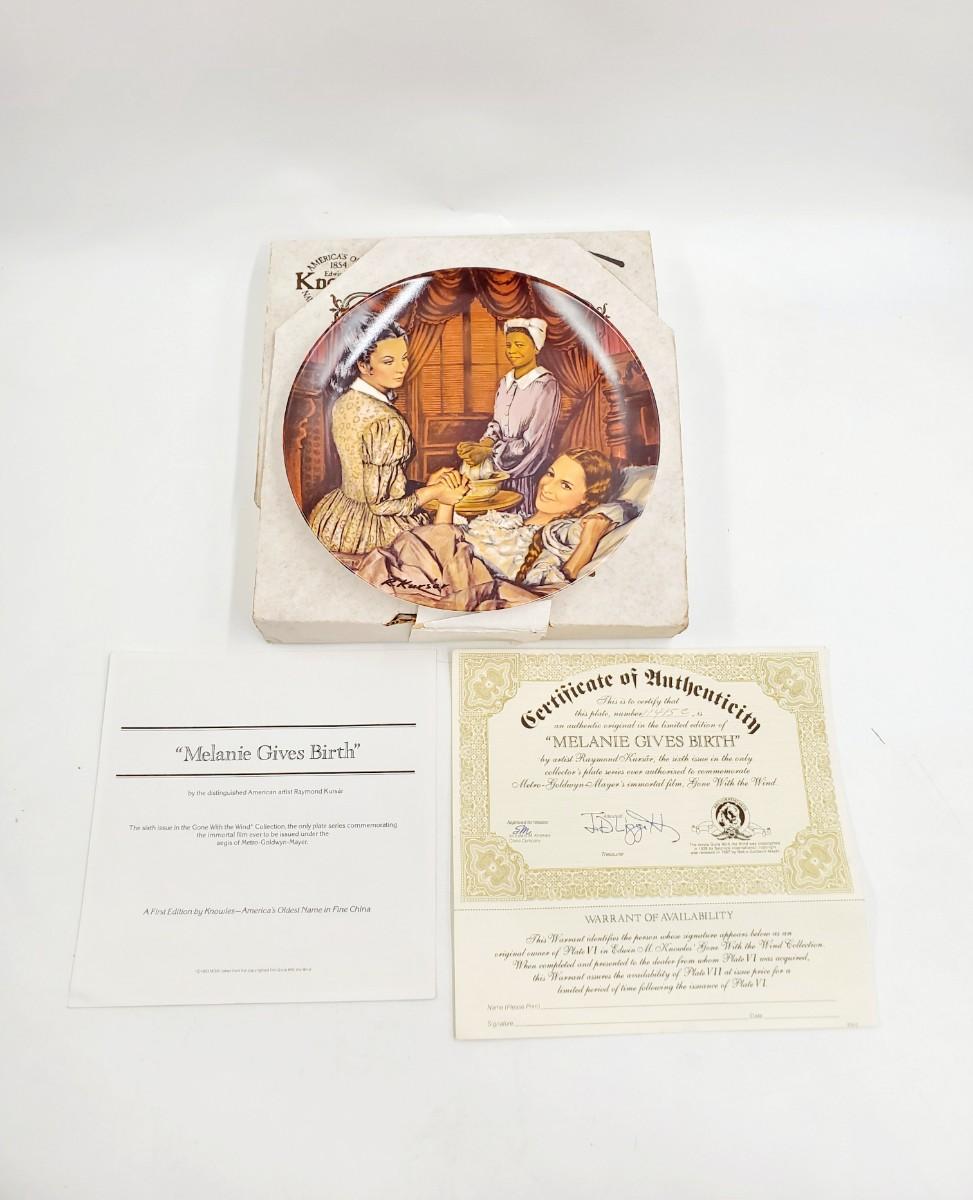 AMERICA'S O
1854
Edwi
Kno
R. Kursár
"Melanie Gives Birth"
by the distinguished American artist Raymond Kursár
The sixth issue in the Gone With the Wind® Collection, the only plate series commemorating
the immortal film ever to be issued under the
aegis of Metro-Goldwyn-Mayer.
A First Edition by Knowles—America's Oldest Name in Fine China
Certificate of Authenticity
This is to certify that
this plate, number, is
an authentic original in the limited edition of
"MELANIE GIVES BIRTH"
by artist Raymond Kursár, the sixth issue in the only
collector's plate series ever authorized to commemorate
Metro-Goldwyn-Mayer's immortal film, Gone With the Wind.
Treasurer
WARRANT OF AVAILABILITY
This Warrant identifies the person whose signature appears below as an
original owner of Plate VI in Edwin M. Knowles' Gone With the Wind Collection.
When completed and presented to the dealer from whom Plate VI was acquired,
this Warrant assures the availability of Plate VII at issue price for a
limited period of time following the issuance of Plate VI.
Name (Please Print)
Signature Date